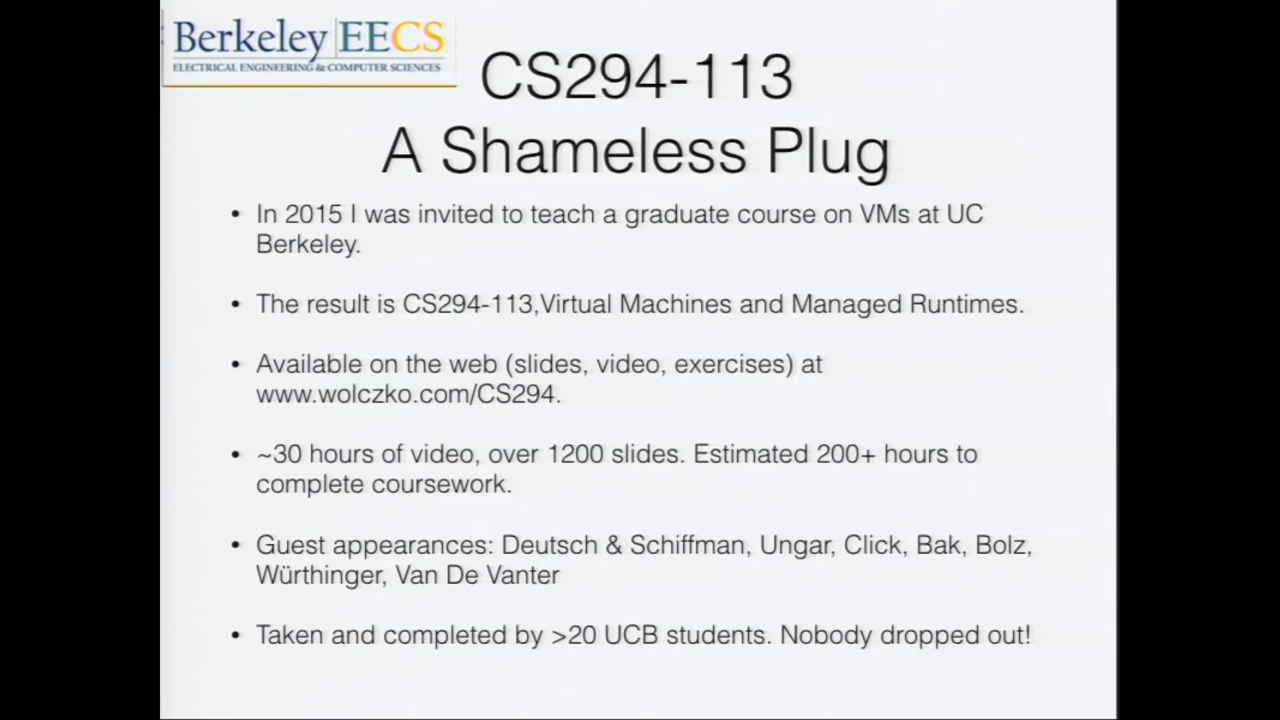 Berkeley EECS
ELECTRICAL ENGINEERING & COMPUTER SCIENCES
CS294-113
A Shameless Plug
• In 2015 I was invited to teach a graduate course on VMs at UC
Berkeley.
• The result is CS294-113,Virtual Machines and Managed Runtimes.
• Available on the web (slides, video, exercises) at
www.wolczko.com/CS294.
• ~30 hours of video, over 1200 slides. Estimated 200+ hours to
complete coursework.
• Guest appearances: Deutsch & Schiffman, Ungar, Click, Bak, Bolz,
Würthinger, Van De Vanter
• Taken and completed by >20 UCB students. Nobody dropped out!